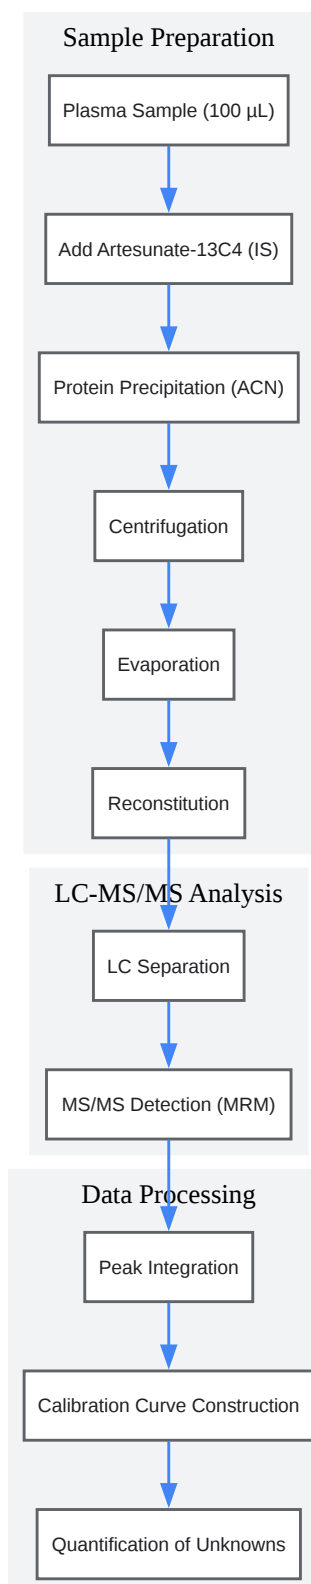 Sample Preparation
Plasma Sample (100 µL)
Add Artesunate-13C4 (IS)
Protein Precipitation (ACN)
Centrifugation
Evaporation
Reconstitution
LC-MS/MS Analysis
LC Separation
MS/MS Detection (MRM)
Data Processing
Peak Integration
Calibration Curve Construction
Quantification of Unknowns